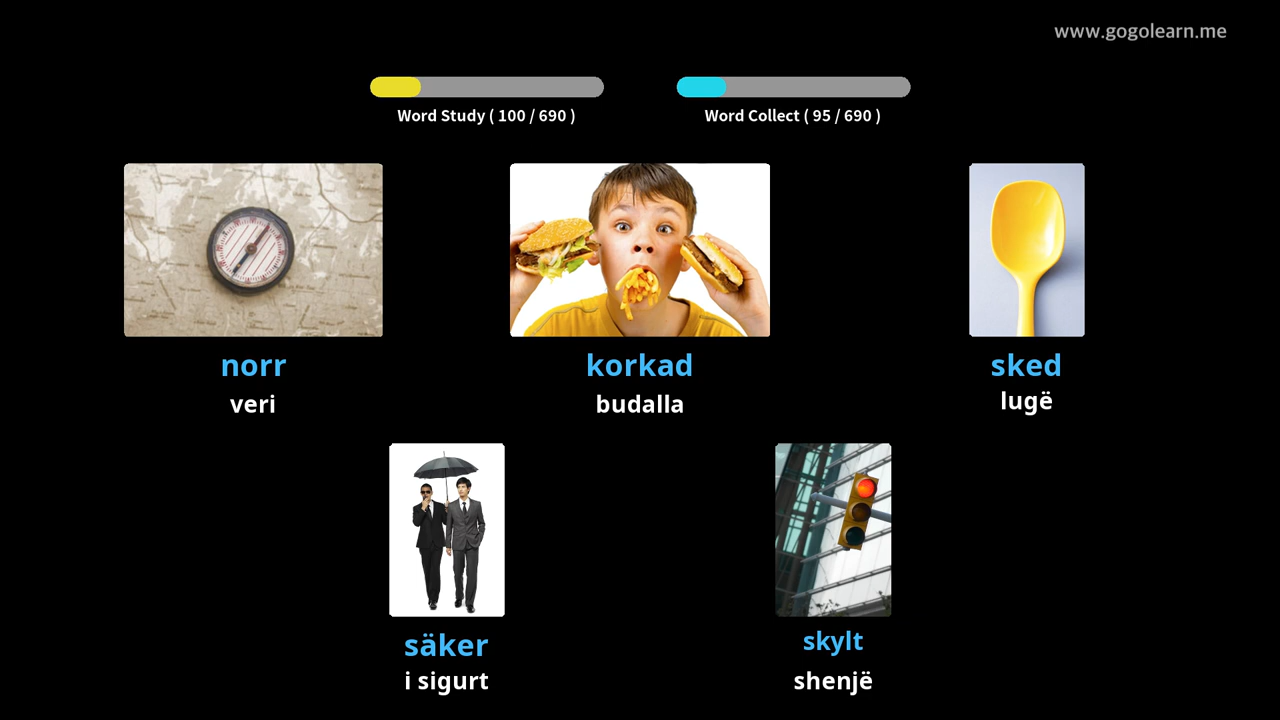 www.gogolearn.me
Word Study ( 100 / 690 )
Word Collect ( 95 / 690 )
norr
veri
korkad
budalla
sked
lugë
säker
i sigurt
skylt
shenjë